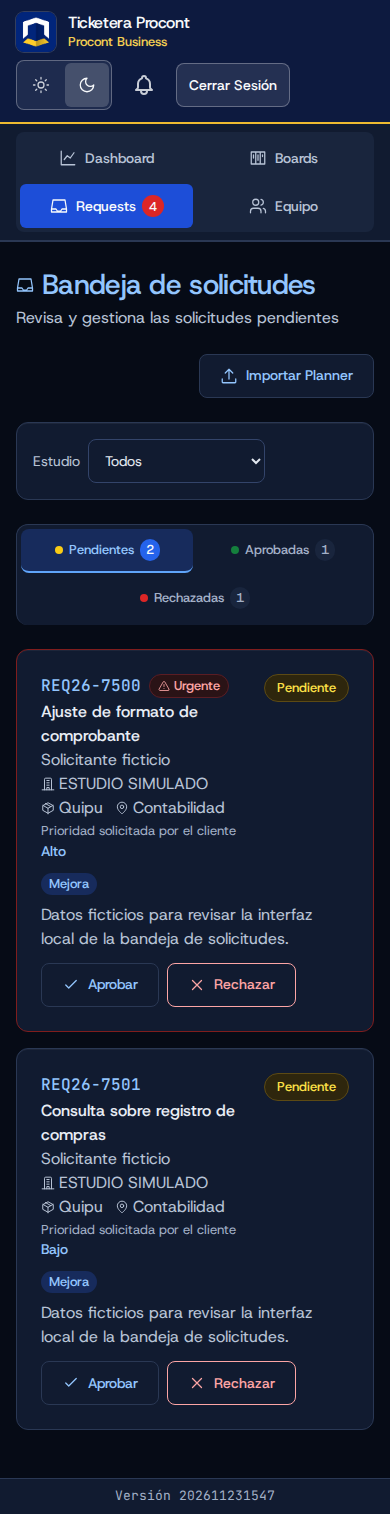 Ticketera Procont
Procont Business
Cerrar Sesión
Dashboard
Boards
Requests 4
Equipo
Bandeja de solicitudes
Revisa y gestiona las solicitudes pendientes
Importar Planner
Estudio Todos
Pendientes 2
Aprobadas 1
Rechazadas 1
REQ26-7500 Urgente
Pendiente
Ajuste de formato de
comprobante
Solicitante ficticio
ESTUDIO SIMULADO
Quipu Contabilidad
Prioridad solicitada por el cliente
Alto
Mejora
Datos ficticios para revisar la interfaz
local de la bandeja de solicitudes.
Aprobar
Rechazar
REQ26-7501
Pendiente
Consulta sobre registro de
compras
Solicitante ficticio
ESTUDIO SIMULADO
Quipu Contabilidad
Prioridad solicitada por el cliente
Bajo
Mejora
Datos ficticios para revisar la interfaz
local de la bandeja de solicitudes.
Aprobar
Rechazar
Versión 202611231547